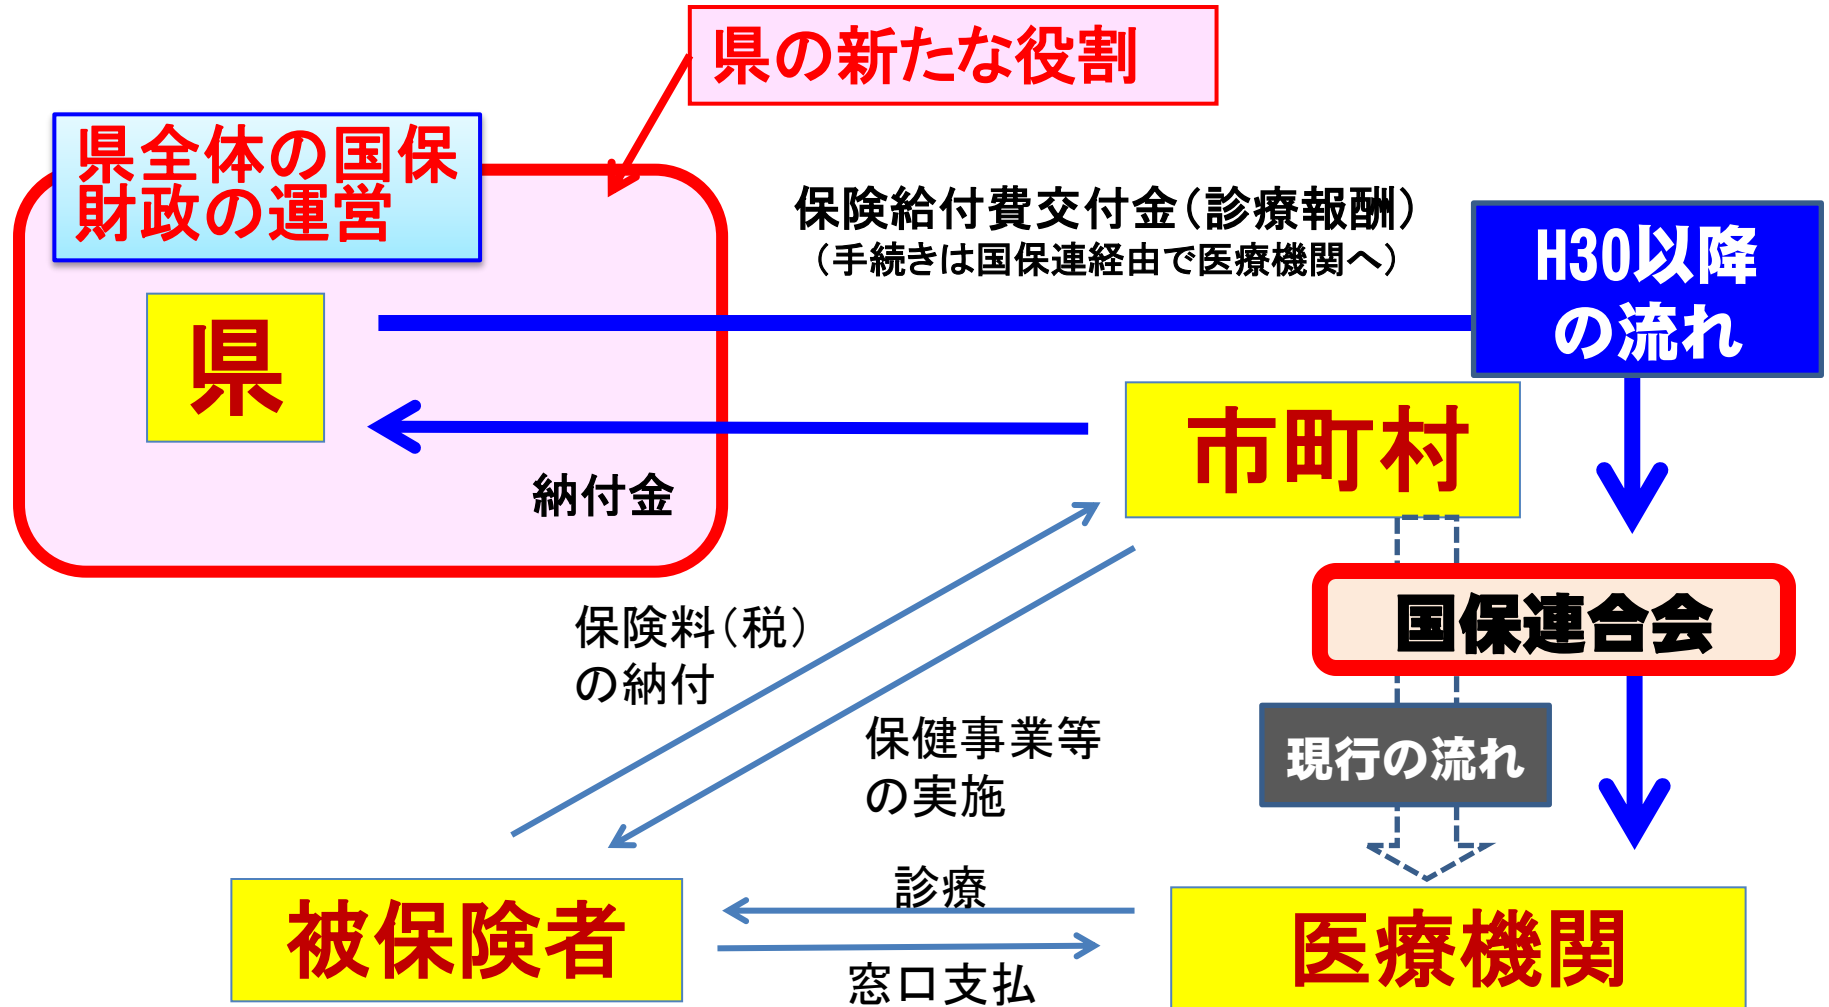 県の新たな役割
県全体の国保
財政の運営
保険給付費交付金(診療報酬)
(手続きは国保連経由で医療機関へ)
H30以降
の流れ
県
市町村
納付金
国保連合会
保険料(税)
の納付
保健事業等
の実施
現行の流れ
診療
被保険者
医療機関
窓口支払